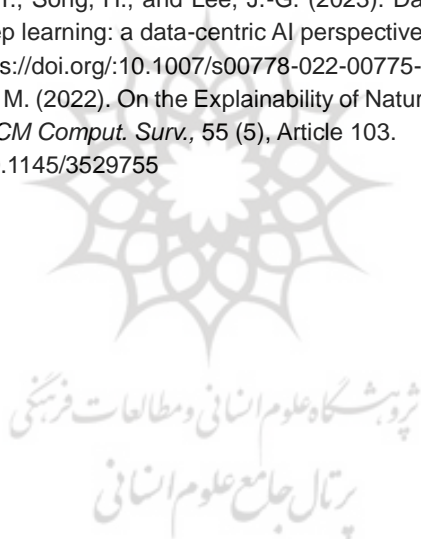 T., Song, H., and Lee, J.-G. (2023). Da
ep learning: a data-centric AI perspective
s://doi.org/:10.1007/s00778-022-00775-
M. (2022). On the Explainability of Natur
CM Comput. Surv., 55 (5), Article 103.
.1145/3529755
پژوهشگاه علوم انسانی و مطالعات فرهنگی
پرتال جامع علوم انسانی